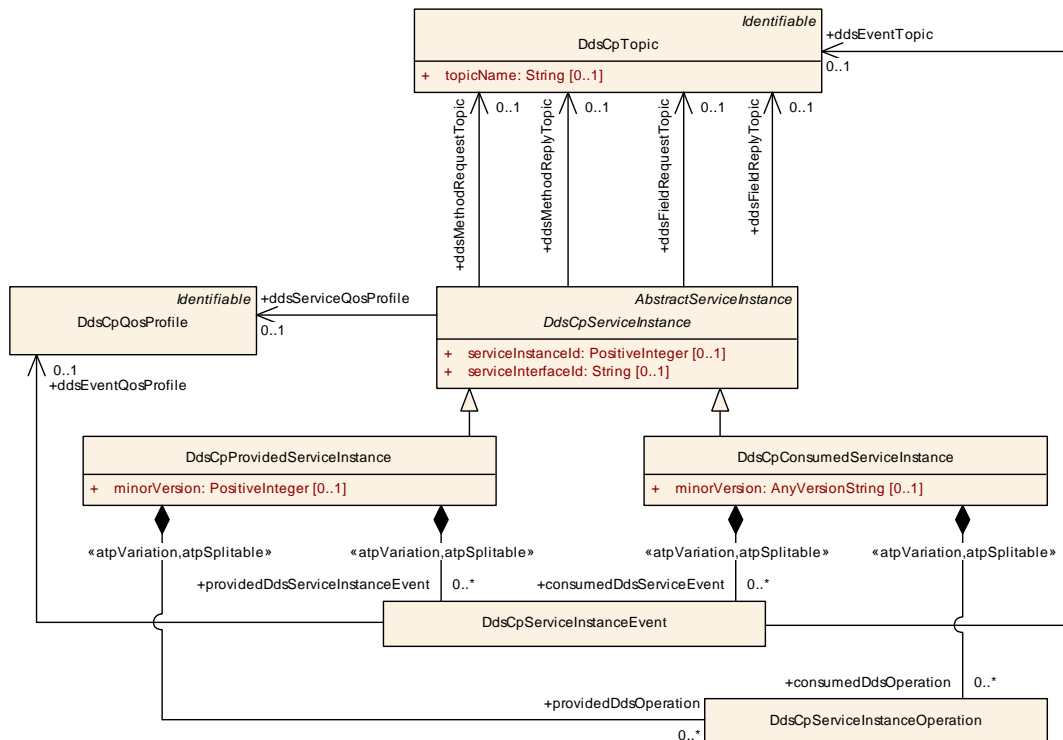 Identifiable
DdsCpTopic
+ topicName: String [0..1]
+ddsEventTopic
0..1
0..1
0..1
0..1
0..1
+ddsMethodRequestTopic
+ddsMethodReplyTopic
+ddsFieldRequestTopic
+ddsFieldReplyTopic
Identifiable
DdsCpQosProfile
+ddsServiceQosProfile
0..1
AbstractServiceInstance
DdsCpServiceInstance
+ serviceInstanceId: PositiveInteger [0..1]
+ serviceInterfaceId: String [0..1]
0..1
+ddsEventQosProfile
DdsCpProvidedServiceInstance
+ minorVersion: PositiveInteger [0..1]
DdsCpConsumedServiceInstance
+ minorVersion: AnyVersionString [0..1]
«atpVariation,atpSplitable»
«atpVariation,atpSplitable»
«atpVariation,atpSplitable»
«atpVariation,atpSplitable»
+providedDdsServiceInstanceEvent
0..*
+consumedDdsServiceEvent
0..*
DdsCpServiceInstanceEvent
+consumedDdsOperation
0..*
+providedDdsOperation
0..*
DdsCpServiceInstanceOperation